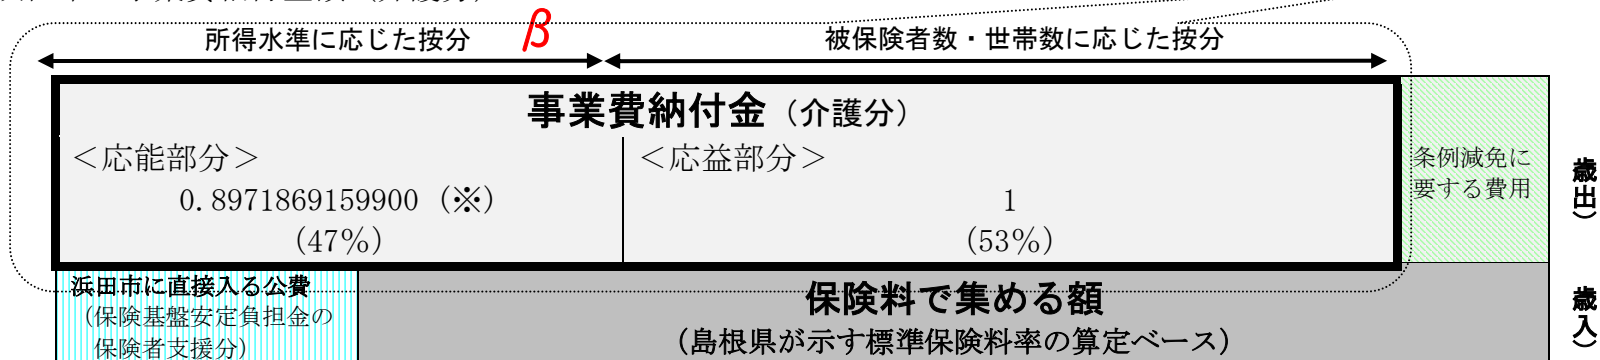 所得水準に応じた按分
β
被保険者数・世帯数に応じた按分
事業費納付金（介護分）
＜応能部分＞
0.8971869159900（※）
（47％）
＜応益部分＞
1
（53％）
条例減免に
要する費用
歳出）
浜田市に直接入る公費
（保険基盤安定負担金の
保険者支援分）
保険料で集める額
（島根県が示す標準保険料率の算定ベース）
歳入）